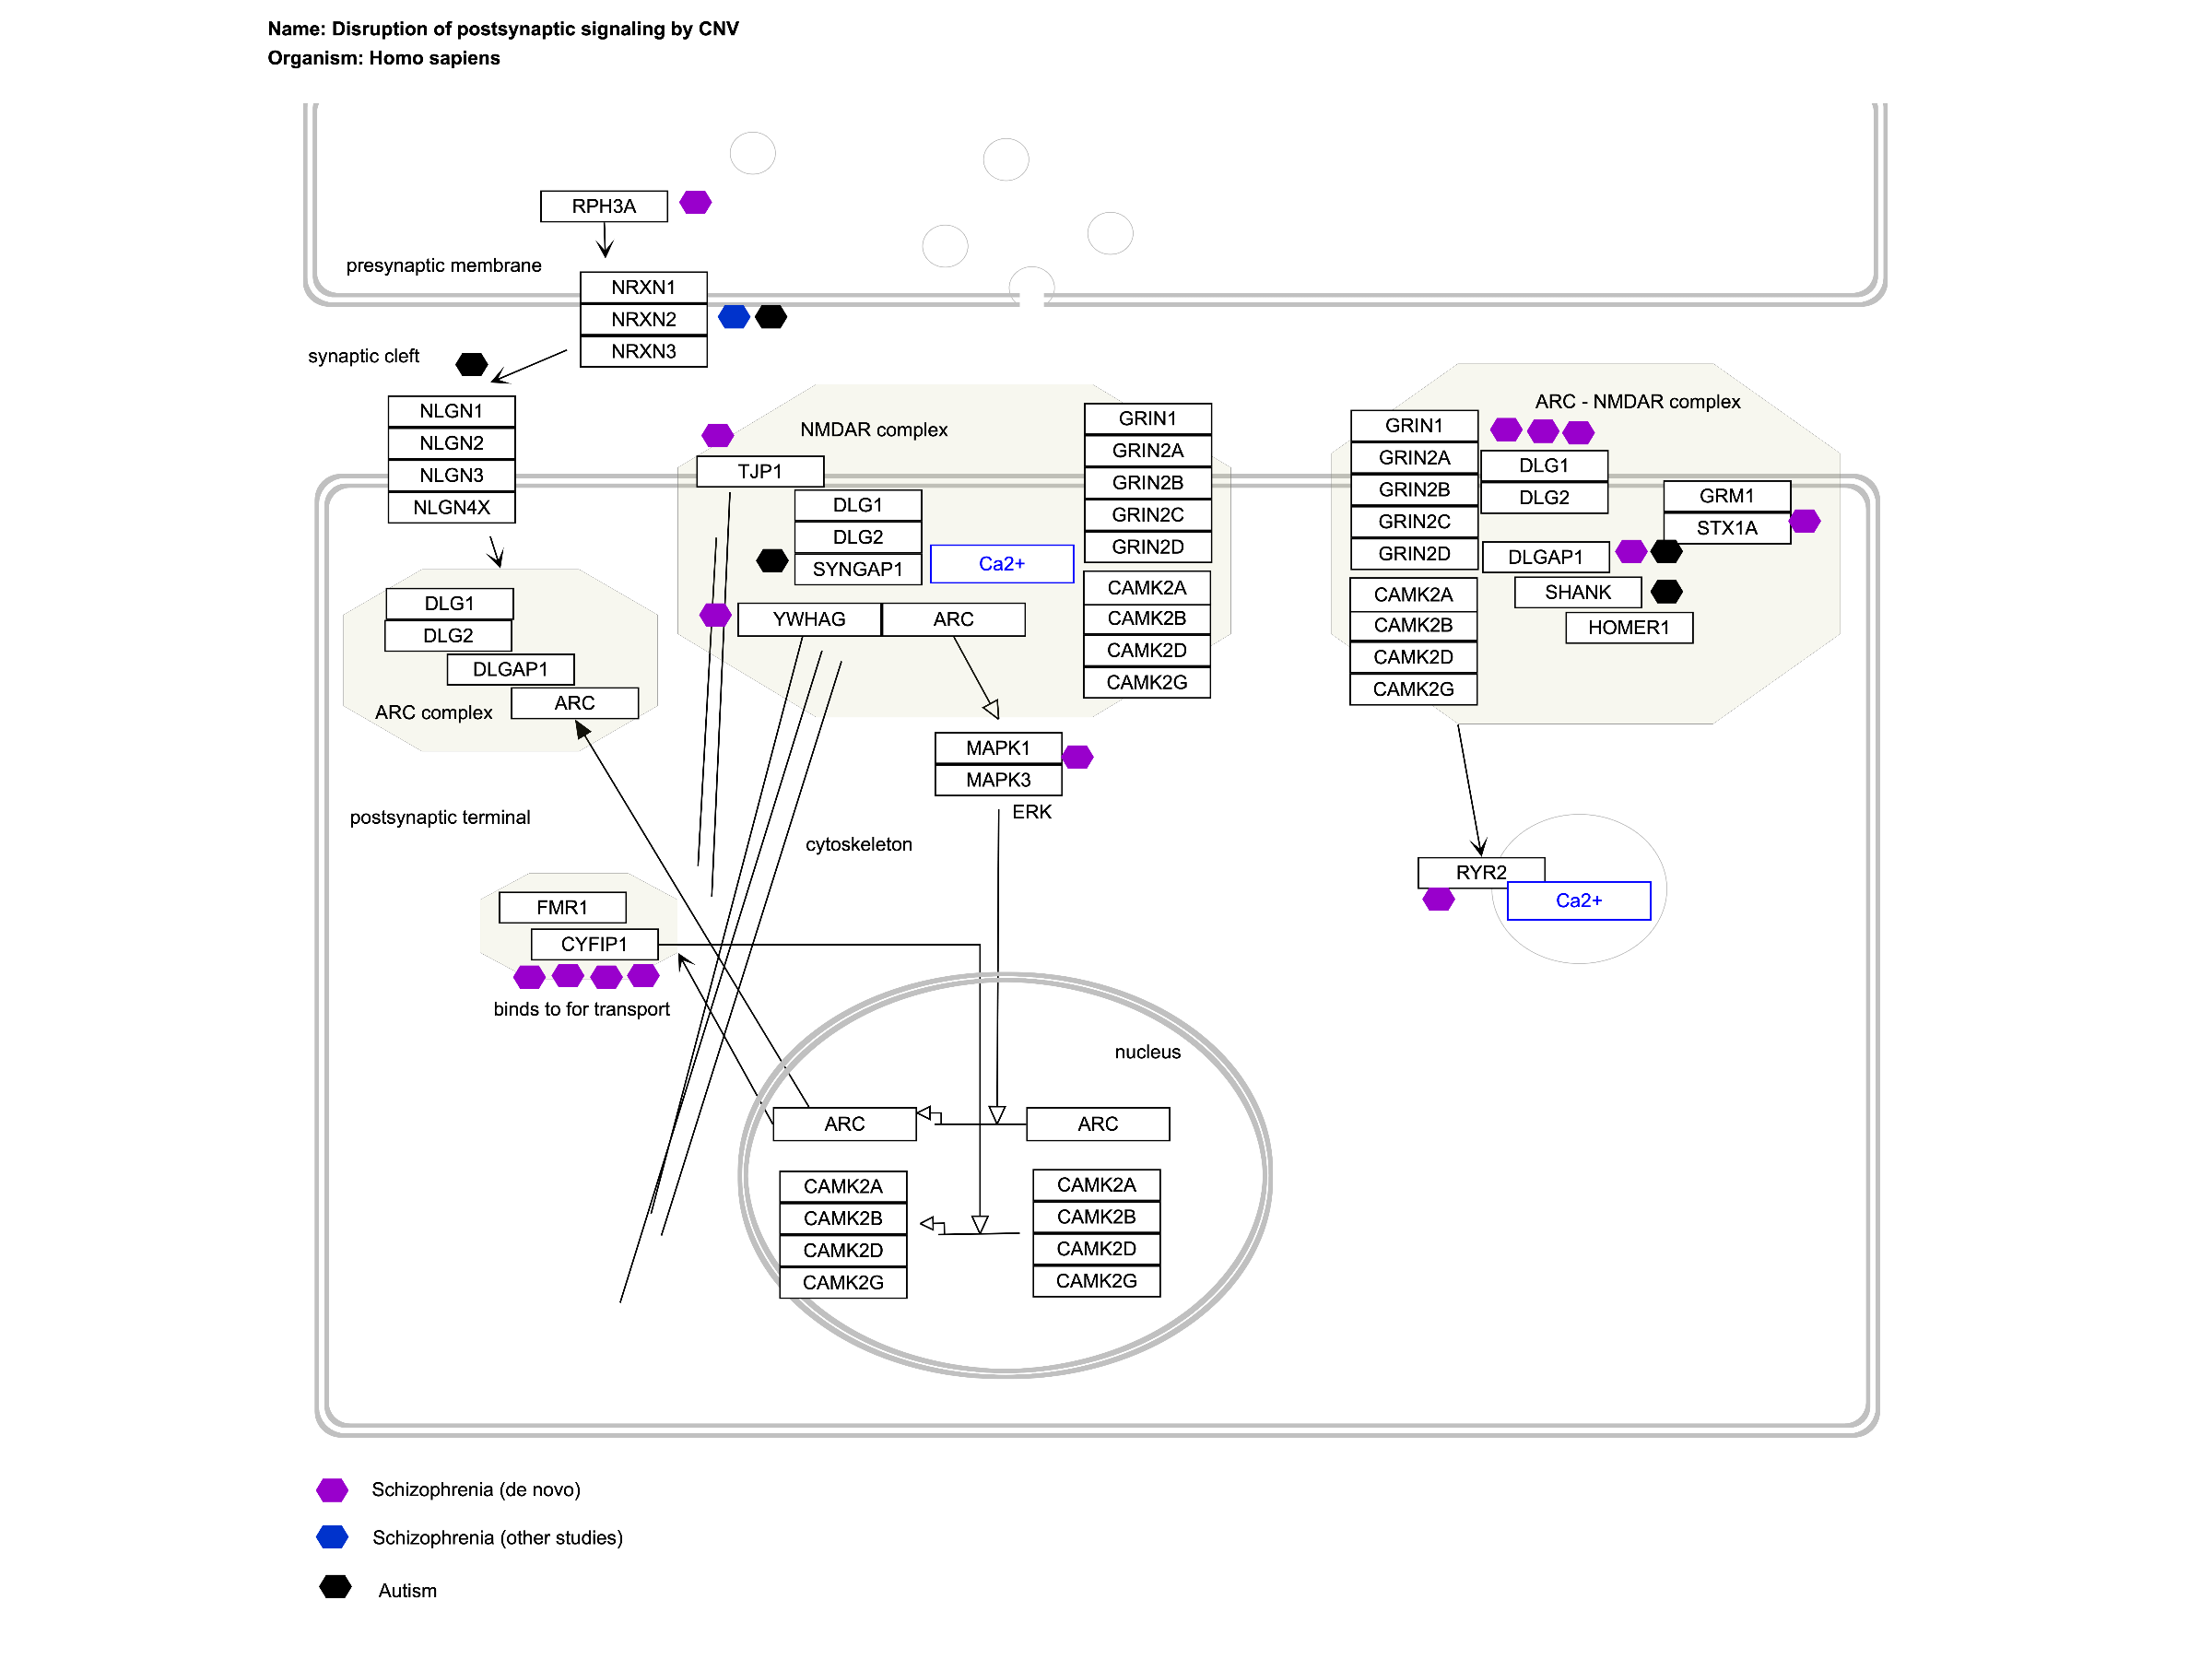 Name: Disruption of postsynaptic signaling by CNV
Organism: Homo sapiens
RPH3A
presynaptic membrane
NRXN1
NRXN2
NRXN3
synaptic cleft
NLGN1
NLGN2
NLGN3
NLGN4X
NMDAR complex
TJP1
DLG1
DLG2
SYNGAP1
Ca2+
YWHAG
ARC
GRIN1
GRIN2A
GRIN2B
GRIN2C
GRIN2D
CAMK2A
CAMK2B
CAMK2D
CAMK2G
ARC - NMDAR complex
GRIN1
GRIN2A
GRIN2B
GRIN2C
GRIN2D
DLG1
DLG2
GRM1
STX1A
DLGAP1
SHANK
HOMER1
CAMK2A
CAMK2B
CAMK2D
CAMK2G
DLG1
DLG2
DLGAP1
ARC
ARC complex
MAPK1
MAPK3
ERK
postsynaptic terminal
cytoskeleton
RYR2
Ca2+
FMR1
CYFIP1
binds to for transport
nucleus
ARC
ARC
CAMK2A
CAMK2B
CAMK2D
CAMK2G
CAMK2A
CAMK2B
CAMK2D
CAMK2G
Schizophrenia (de novo)
Schizophrenia (other studies)
Autism